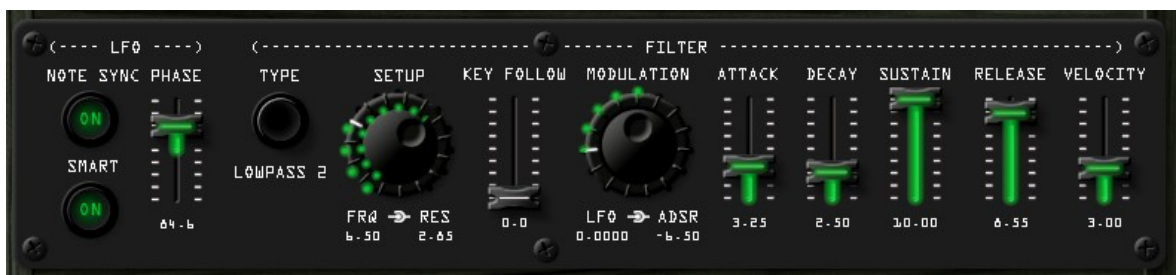 (---- LFO ----) (---- FILTER ----)
NOTE SYNC PHASE TYPE SETUP KEY FOLLOW MODULATION ATTACK DECAY SUSTAIN RELEASE VELOCITY
ON
SMART
LOWPASS 2
ON
FRQ RES LFO ADSR
84.6 6.50 2.85 0.0 0.0000 -6.50 3.25 2.50 10.00 8.55 3.00